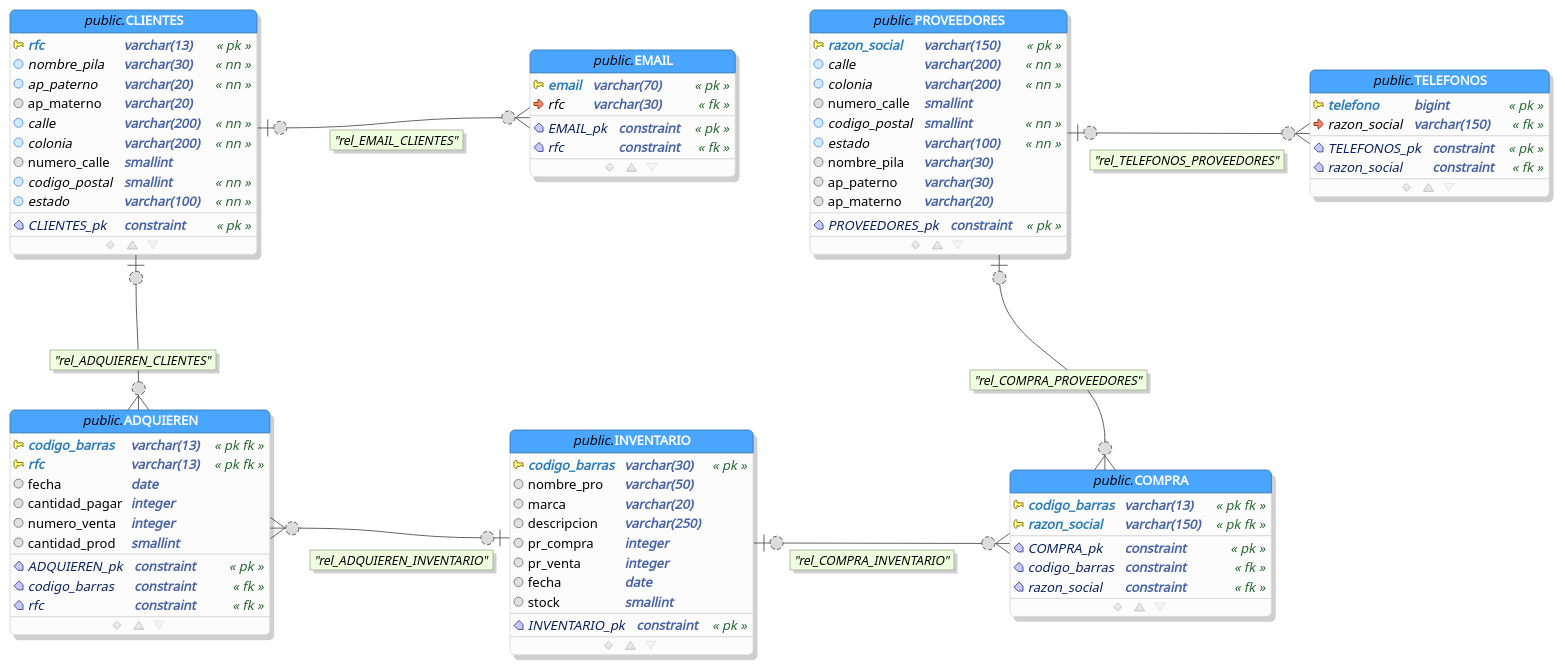 public.CLIENTES
rfc varchar(13) « pk »
nombre_pila varchar(30) « nn »
ap_paterno varchar(20) « nn »
ap_materno varchar(20)
calle varchar(200) « nn »
colonia varchar(200) « nn »
numero_calle smallint
codigo_postal smallint « nn »
estado varchar(100) « nn »
CLIENTES_pk constraint « pk »
"rel_EMAIL_CLIENTES"
public.EMAIL
email varchar(70) « pk »
rfc varchar(30) « fk »
EMAIL_pk constraint « pk »
rfc constraint « fk »
public.PROVEEDORES
razon_social varchar(150) « pk »
calle varchar(200) « nn »
colonia varchar(200) « nn »
numero_calle smallint
codigo_postal smallint « nn »
estado varchar(100) « nn »
nombre_pila varchar(30)
ap_paterno varchar(30)
ap_materno varchar(20)
PROVEEDORES_pk constraint « pk »
"rel_TELEFONOS_PROVEEDORES"
public.TELEFONOS
telefono bigint « pk »
razon_social varchar(150) « fk »
TELEFONOS_pk constraint « pk »
razon_social constraint « fk »
"rel_ADQUIEREN_CLIENTES"
"rel_COMPRA_PROVEEDORES"
public.ADQUIEREN
codigo_barras varchar(13) « pk fk »
rfc varchar(13) « pk fk »
fecha date
cantidad_pagar integer
numero_venta integer
cantidad_prod smallint
ADQUIEREN_pk constraint « pk »
codigo_barras constraint « fk »
rfc constraint « fk »
"rel_ADQUIEREN_INVENTARIO"
public.INVENTARIO
codigo_barras varchar(30) « pk »
nombre_pro varchar(50)
marca varchar(20)
descripcion varchar(250)
pr_compra integer
pr_venta integer
fecha date
stock smallint
INVENTARIO_pk constraint « pk »
"rel_COMPRA_INVENTARIO"
public.COMPRA
codigo_barras varchar(13) « pk fk »
razon_social varchar(150) « pk fk »
COMPRA_pk constraint « pk »
codigo_barras constraint « fk »
razon_social constraint « fk »